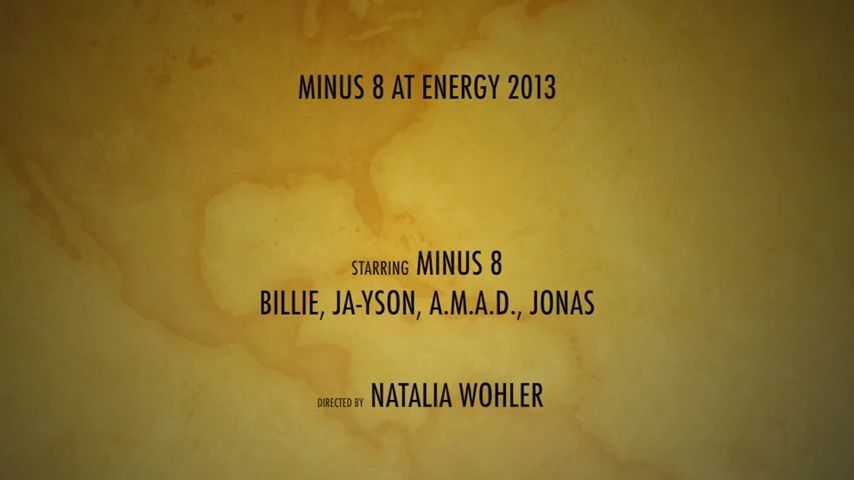 MINUS 8 AT ENERGY 2013
STARRING MINUS 8
BILLIE, JA-YSON, A.M.A.D., JONAS
DIRECTED BY NATALIA WOHLER